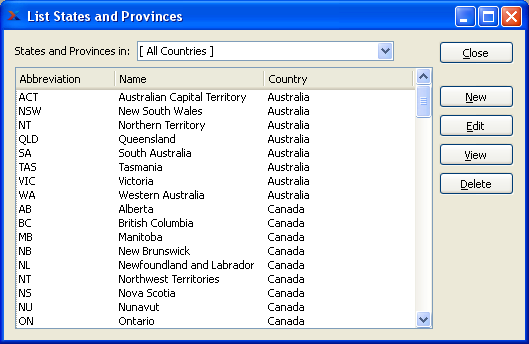 List States and Provinces
States and Provinces in: [ All Countries ]
Close
Abbreviation Name Country
ACT Australian Capital Territory Australia
NSW New South Wales Australia
NT Northern Territory Australia
QLD Queensland Australia
SA South Australia Australia
TAS Tasmania Australia
VIC Victoria Australia
WA Western Australia Australia
AB Alberta Canada
BC British Columbia Canada
MB Manitoba Canada
NB New Brunswick Canada
NL Newfoundland and Labrador Canada
NT Northwest Territories Canada
NS Nova Scotia Canada
NU Nunavut Canada
ON Ontario Canada
New
Edit
View
Delete